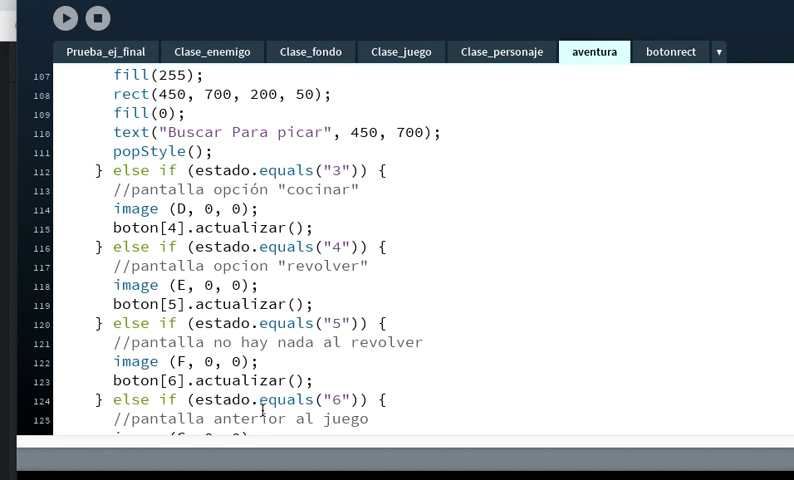 Prueba_ej_final Clase_enemigo Clase_fondo Clase_juego Clase_personaje aventura botonrect ▼
107 fill(255);
108 rect(450, 700, 200, 50);
109 fill(0);
110 text("Buscar Para picar", 450, 700);
111 popStyle();
112 } else if (estado.equals("3")) {
113 //pantalla opción "cocinar"
114 image (D, 0, 0);
115 boton[4].actualizar();
116 } else if (estado.equals("4")) {
117 //pantalla opcion "revolver"
118 image (E, 0, 0);
119 boton[5].actualizar();
120 } else if (estado.equals("5")) {
121 //pantalla no hay nada al revolver
122 image (F, 0, 0);
123 boton[6].actualizar();
124 } else if (estado.equals("6")) {
125 //pantalla anterior al juego